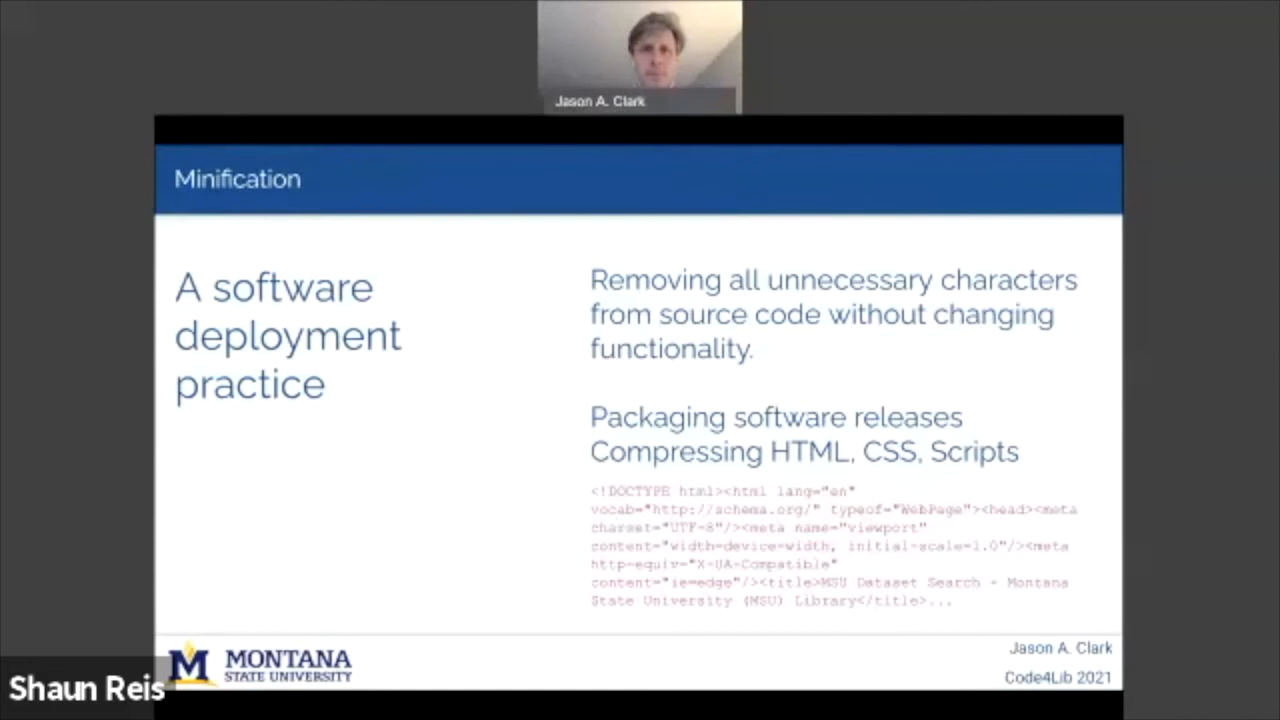 Jason A. Clark
Minification
A software
deployment
practice
Removing all unnecessary characters
from source code without changing
functionality.
Packaging software releases
Compressing HTML, CSS, Scripts
<!DOCTYPE html><html lang="en"
vocab="http://schema.org/" typeof="WebPage"><head><meta
charset="UTF-8"/><meta name="viewport"
content="width=device-width, initial-scale=1.0"/><meta
http-equiv="X-UA-Compatible"
content="ie=edge"/><title>MSU Dataset Search - Montana
State University (MSU) Library</title>...
M MONTANA
STATE UNIVERSITY
Jason A. Clark
Code4Lib 2021
Shaun Reis